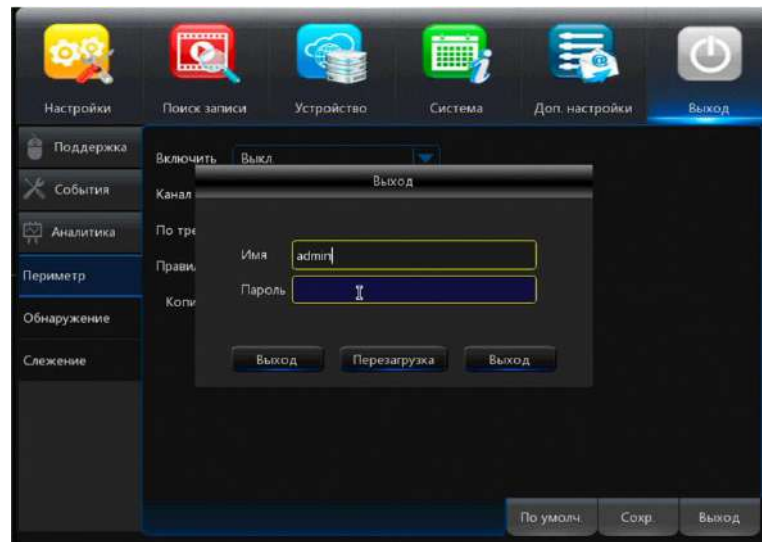 Настройки
Поиск записи
Устройство
Система
Доп. настройки
Выход
Поддержка
События
Аналитика
Периметр
Обнаружение
Слежение
Включить Выкл.
Канал
По тре
Прави
Копи
Выход
Имя admin
Пароль
Выход Перезагрузка Выход
По умолч. Сохр. Выход